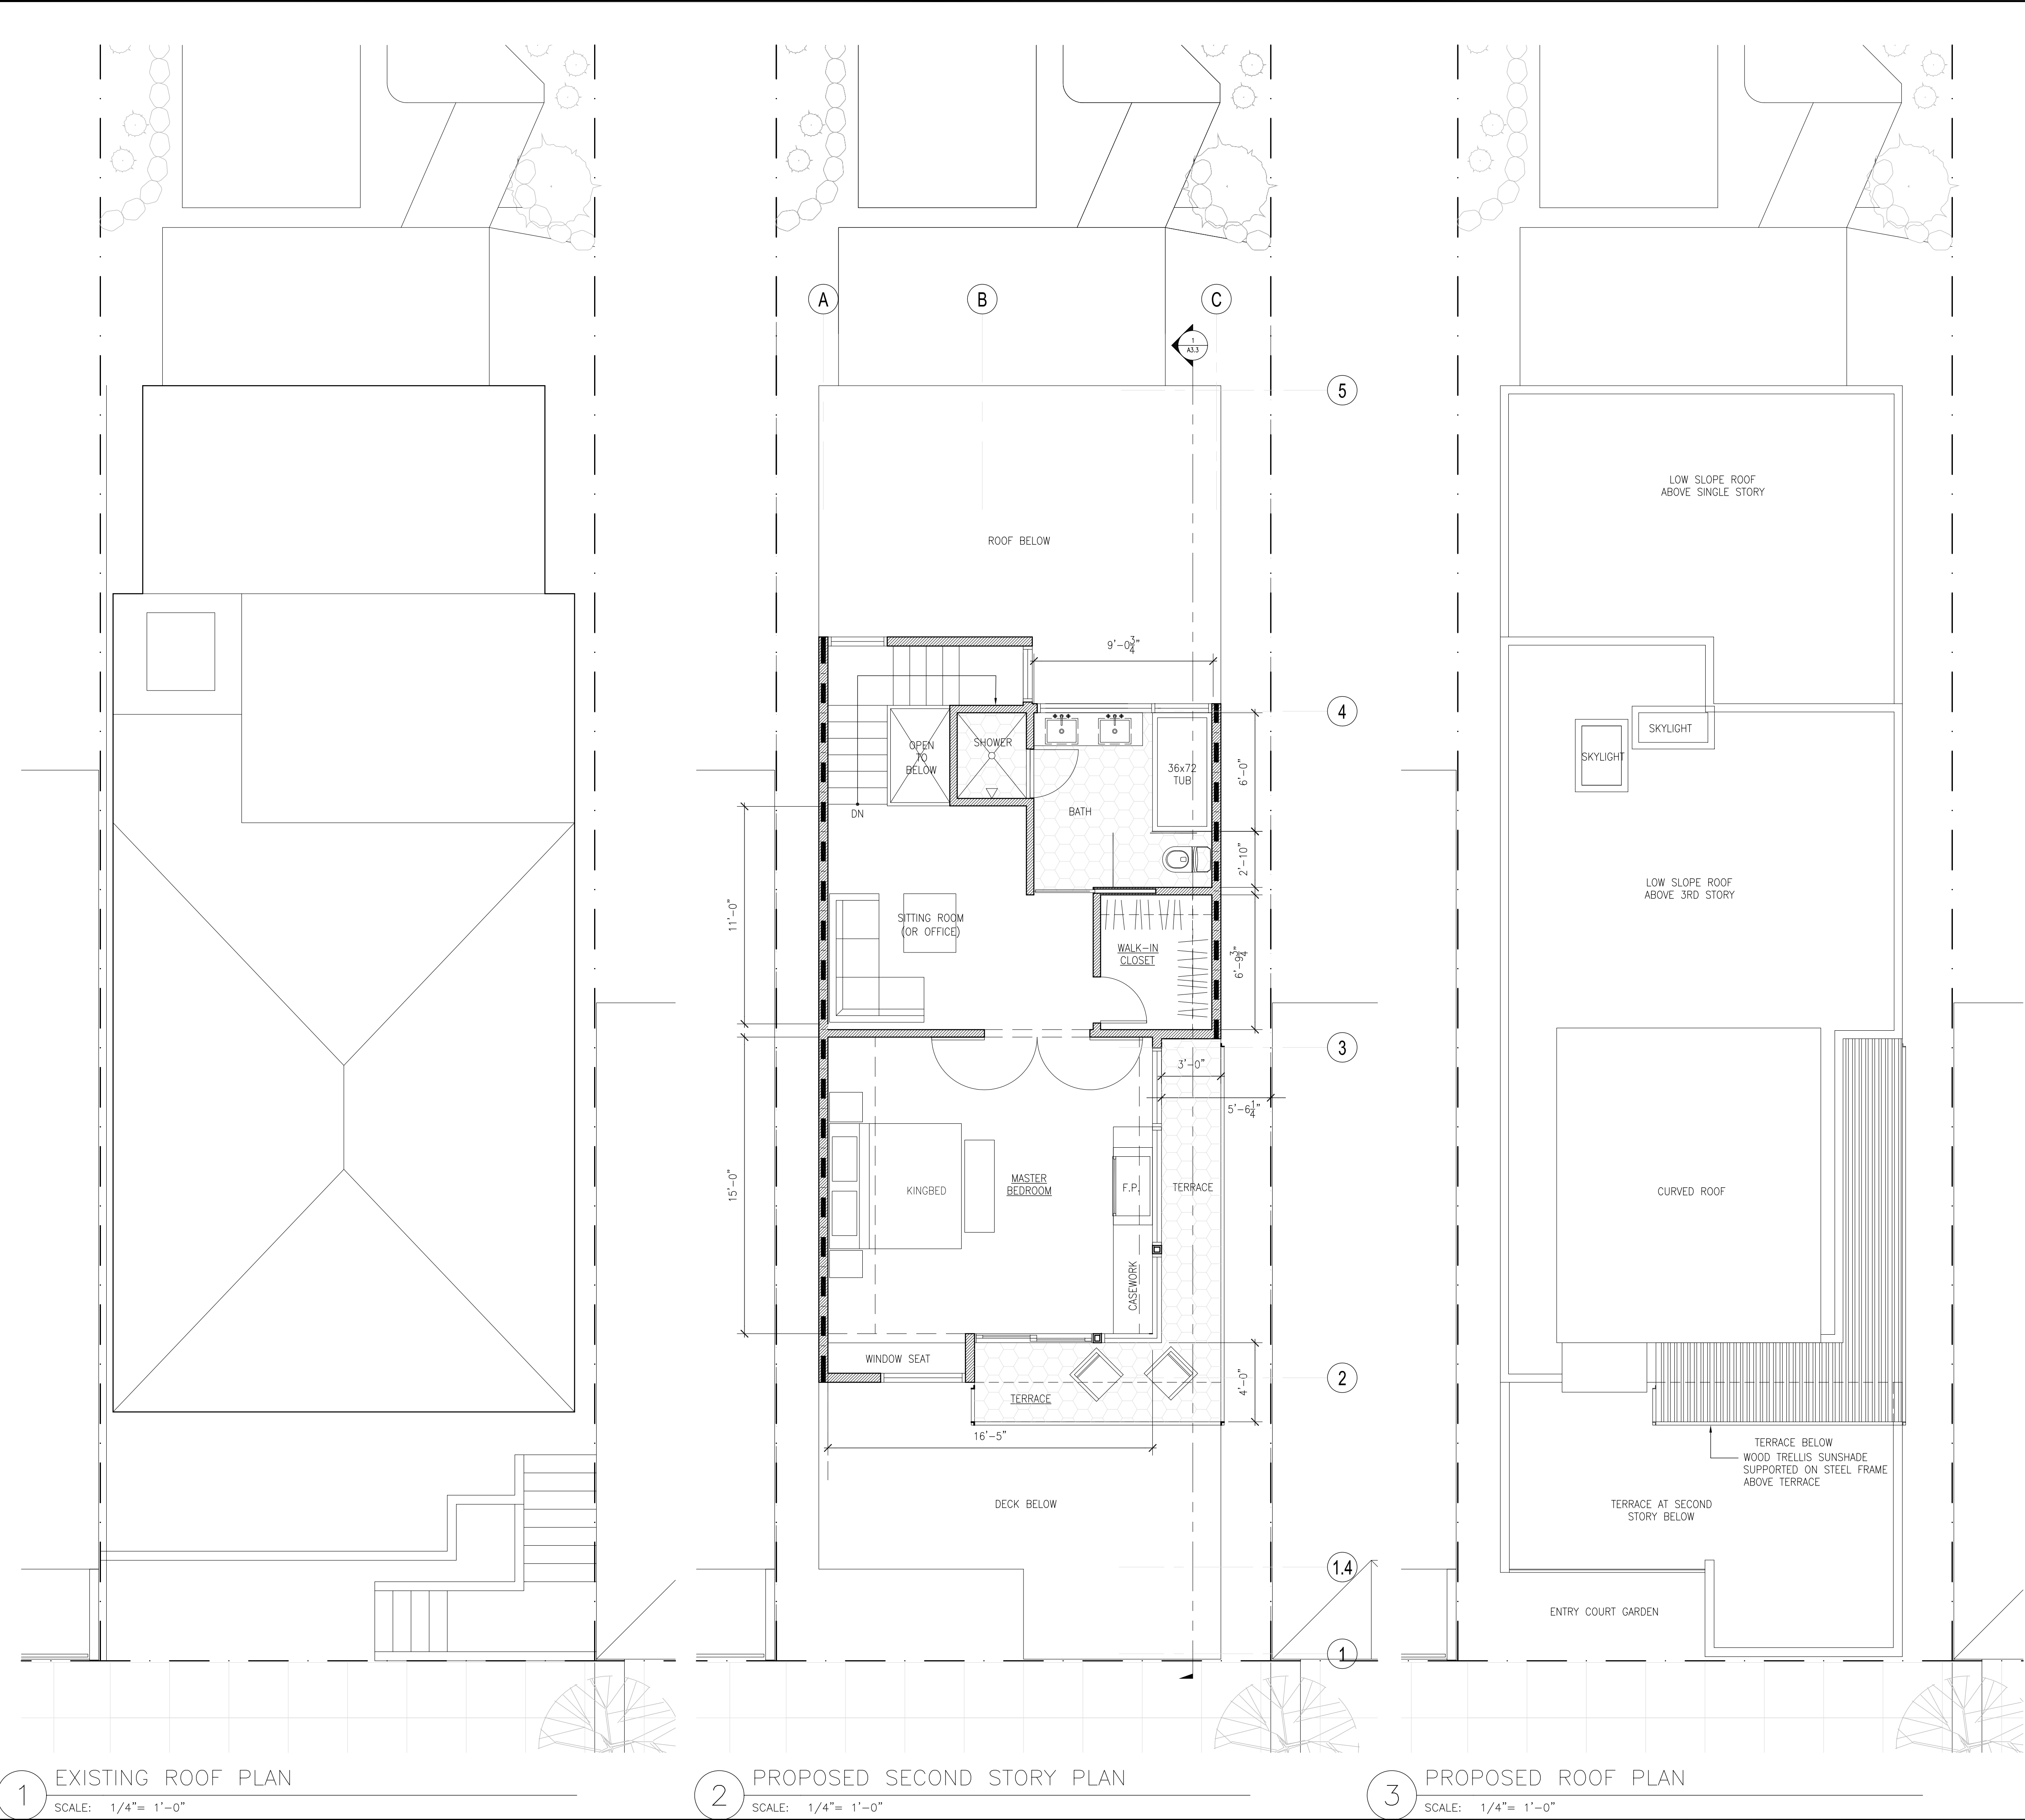 A
B
C
1
A3.3
5
ROOF BELOW
LOW SLOPE ROOF
ABOVE SINGLE STORY
9'-0 3/4"
4
SKYLIGHT
SKYLIGHT
OPEN
TO
BELOW
SHOWER
36x72
TUB
6'-0"
DN
BATH
2'-10"
LOW SLOPE ROOF
ABOVE 3RD STORY
11'-0"
SITTING ROOM
(OR OFFICE)
WALK-IN
CLOSET
6'-9 3/4"
3
3'-0"
5'-6 1/4"
15'-0"
KINGBED
MASTER
BEDROOM
F.P.
TERRACE
CURVED ROOF
CASEWORK
WINDOW SEAT
2
4'-0"
TERRACE
16'-5"
TERRACE BELOW
WOOD TRELLIS SUNSHADE
SUPPORTED ON STEEL FRAME
ABOVE TERRACE
DECK BELOW
TERRACE AT SECOND
STORY BELOW
1.4
ENTRY COURT GARDEN
1
1
EXISTING ROOF PLAN
SCALE: 1/4"= 1'-0"
2
PROPOSED SECOND STORY PLAN
SCALE: 1/4"= 1'-0"
3
PROPOSED ROOF PLAN
SCALE: 1/4"= 1'-0"